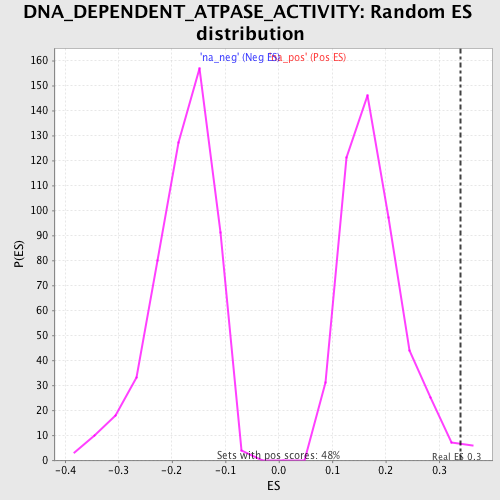 DNA_DEPENDENT_ATPASE_ACTIVITY: Random ES
distribution
'na_neg' (Neg ES)
'na_pos' (Pos ES)
160
150
140
130
120
110
100
90
80
70
60
50
40
30
20
10
0
P(ES)
Sets with pos scores: 48%
Real ES 0.3
-0.4 -0.3 -0.2 -0.1 0.0 0.1 0.2 0.3
ES